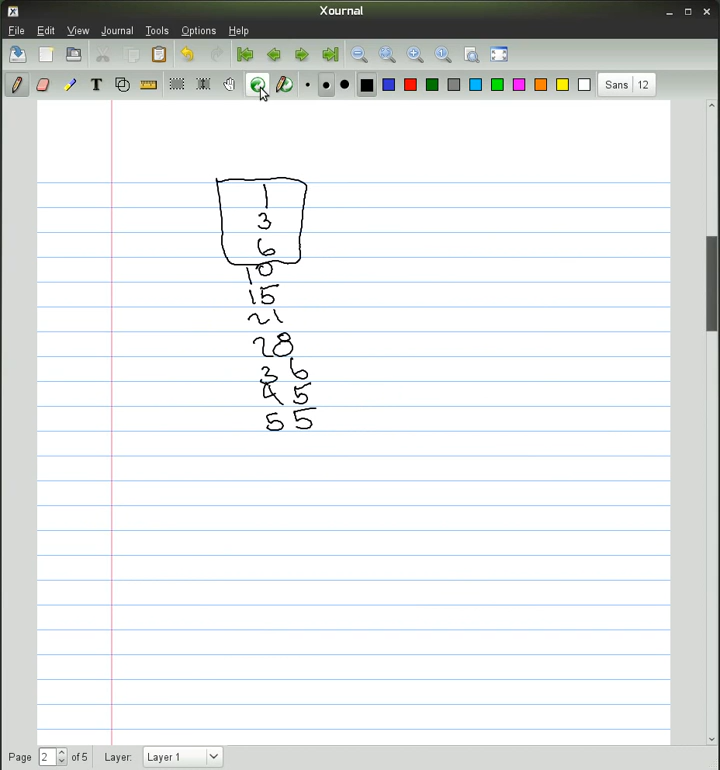 Xournal
File Edit View Journal Tools Options Help
T Sans 12
1
3
6
10
15
21
28
36
45
55
Page 2 of 5 Layer: Layer 1